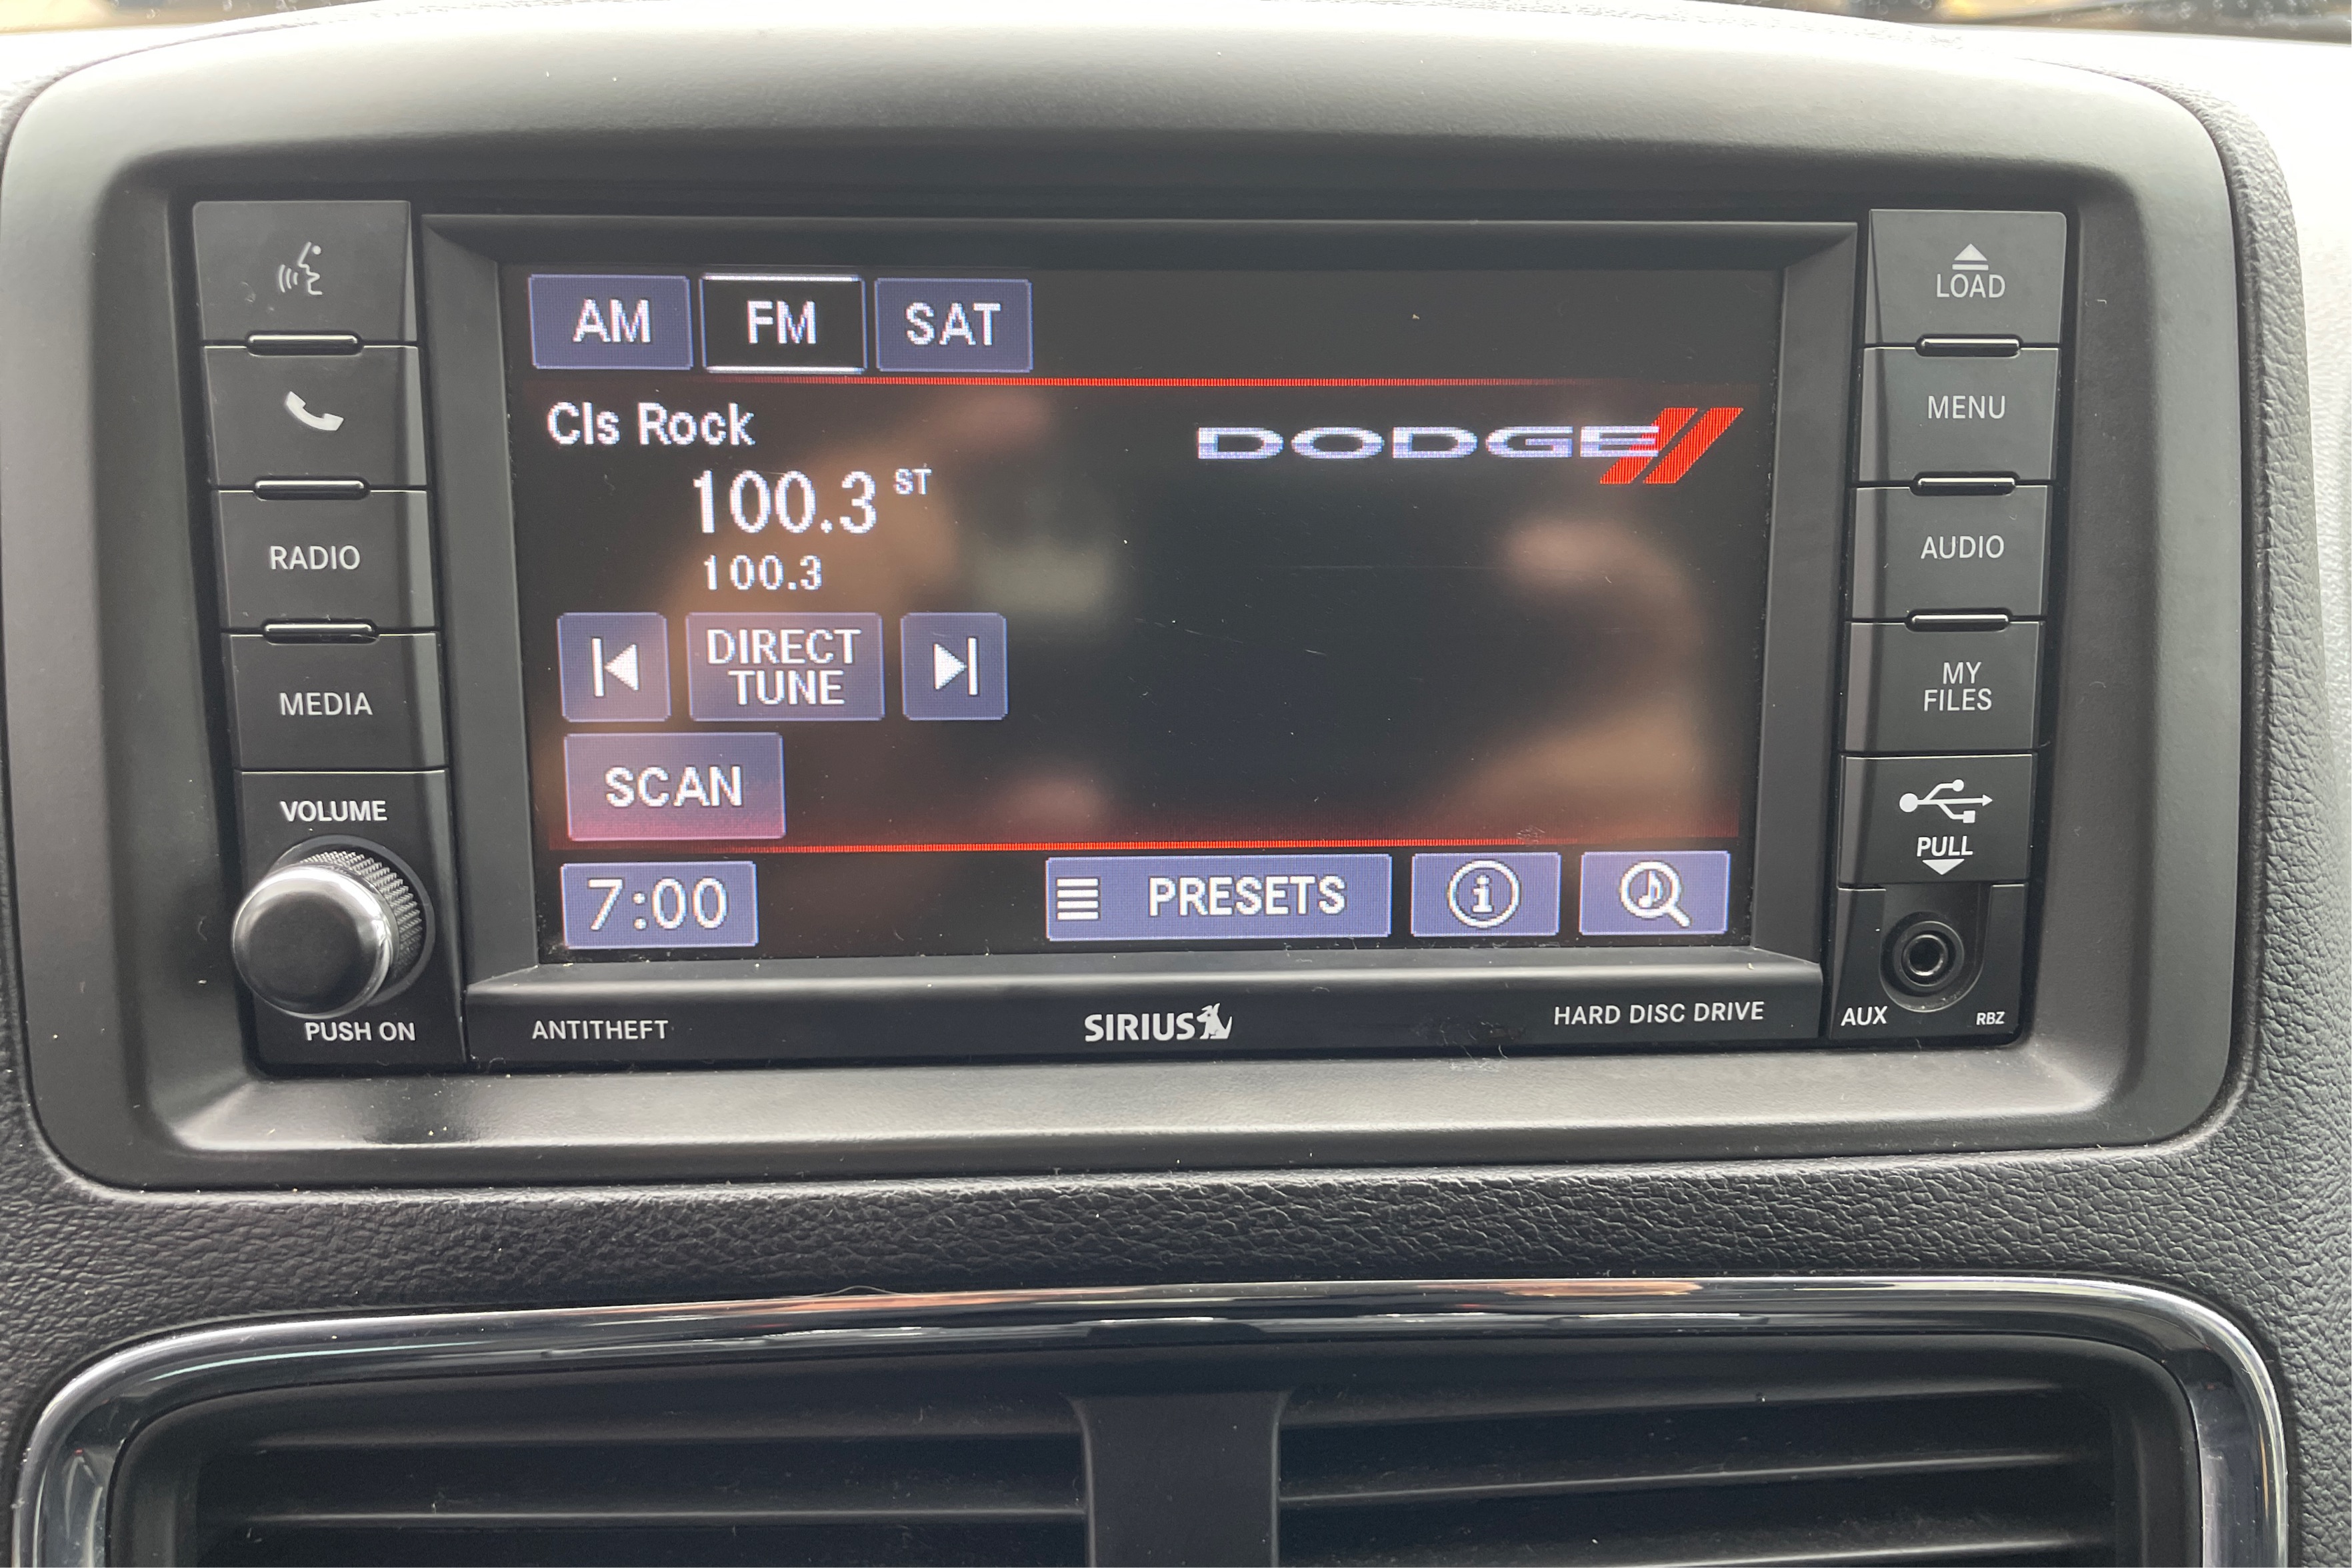 AM FM SAT
Cls Rock
100.3 ST
100.3
DIRECT
TUNE
SCAN
7:00 PRESETS i
DODGE
RADIO
MEDIA
VOLUME
PUSH ON
LOAD
MENU
AUDIO
MY
FILES
PULL
AUX RBZ
ANTITHEFT SIRIUS HARD DISC DRIVE